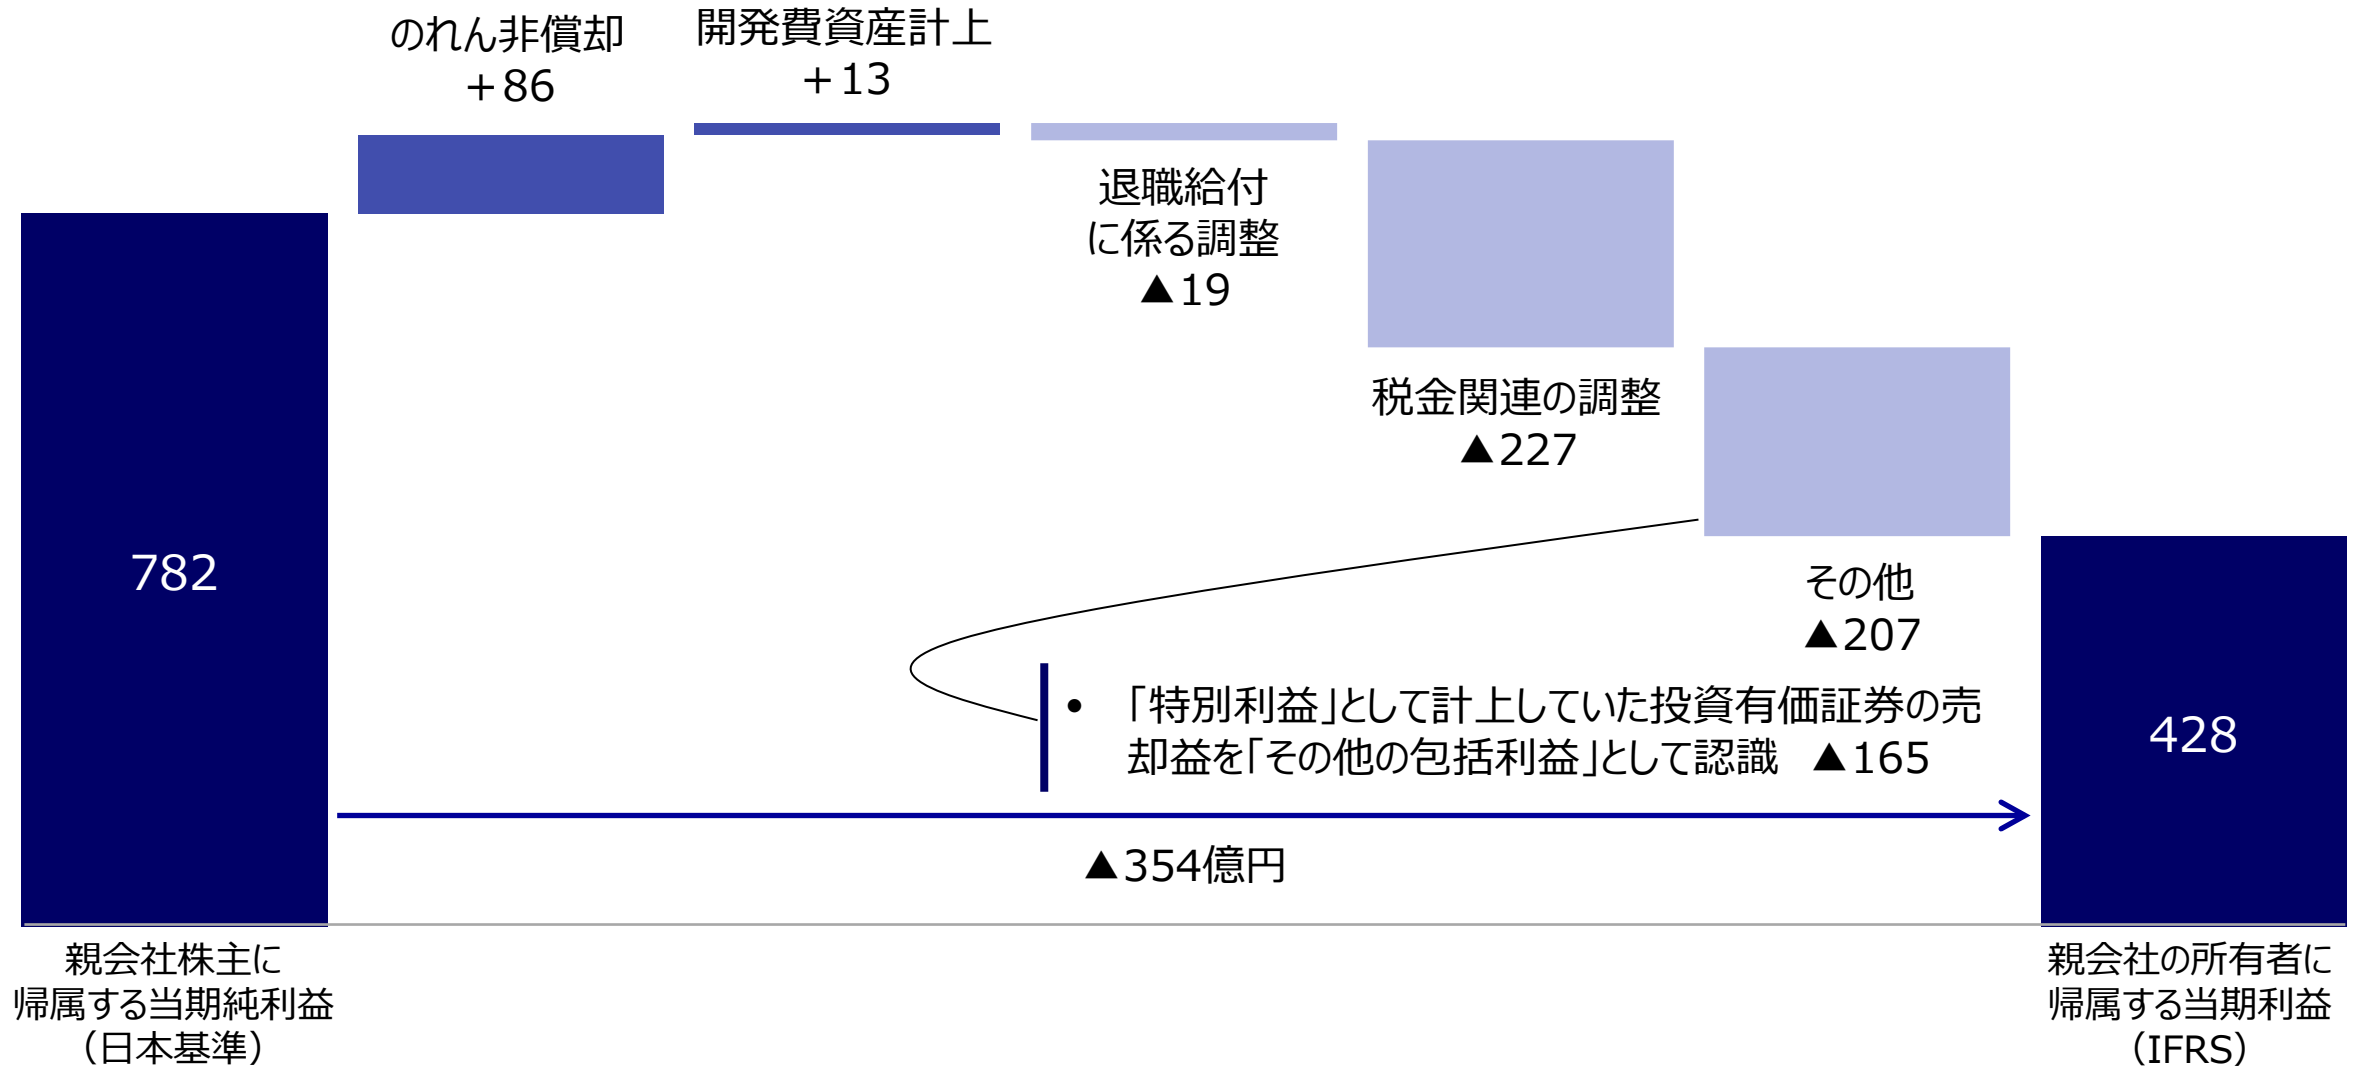 のれん非償却
＋86
開発費資産計上
＋13
退職給付
に係る調整
▲19
税金関連の調整
▲227
その他
▲207
782
• 「特別利益」として計上していた投資有価証券の売
却益を「その他の包括利益」として認識　▲165
428
▲354億円
親会社株主に
帰属する当期純利益
（日本基準）
親会社の所有者に
帰属する当期利益
（IFRS）